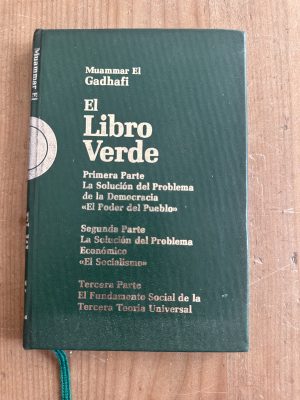 Muammar El
Gadhafi
El
Libro
Verde
Primera Parte
La Solución del Problema
de la Democracia
«El Poder del Pueblo»
Segunda Parte
La Solución del Problema
Económico
«El Socialismo»
Tercera Parte
El Fundamento Social de la
Tercera Teoría Universal
Muammar El